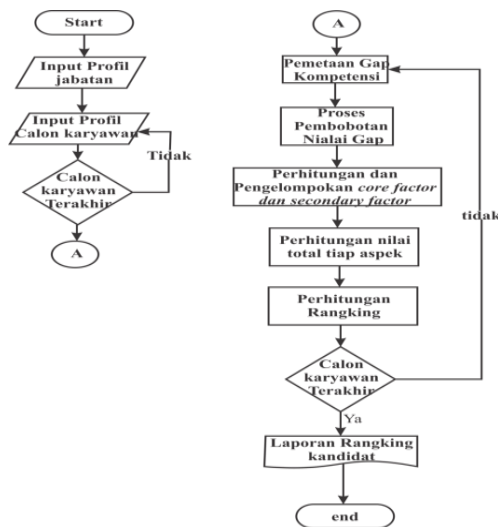 Start
Input Profil
jabatan
Input Profil
Calon karyawan
Tidak
Calon
karyawan
Terakhir
A
A
Pemetaan Gap
Kompetensi
Proses
Pembobotan
Nialai Gap
Perhitungan dan
Pengelompokan core factor
dan secondary factor
tidak
Perhitungan nilai
total tiap aspek
Perhitungan
Rangking
Calon
karyawan
Terakhir
Ya
Laporan Rangking
kandidat
end